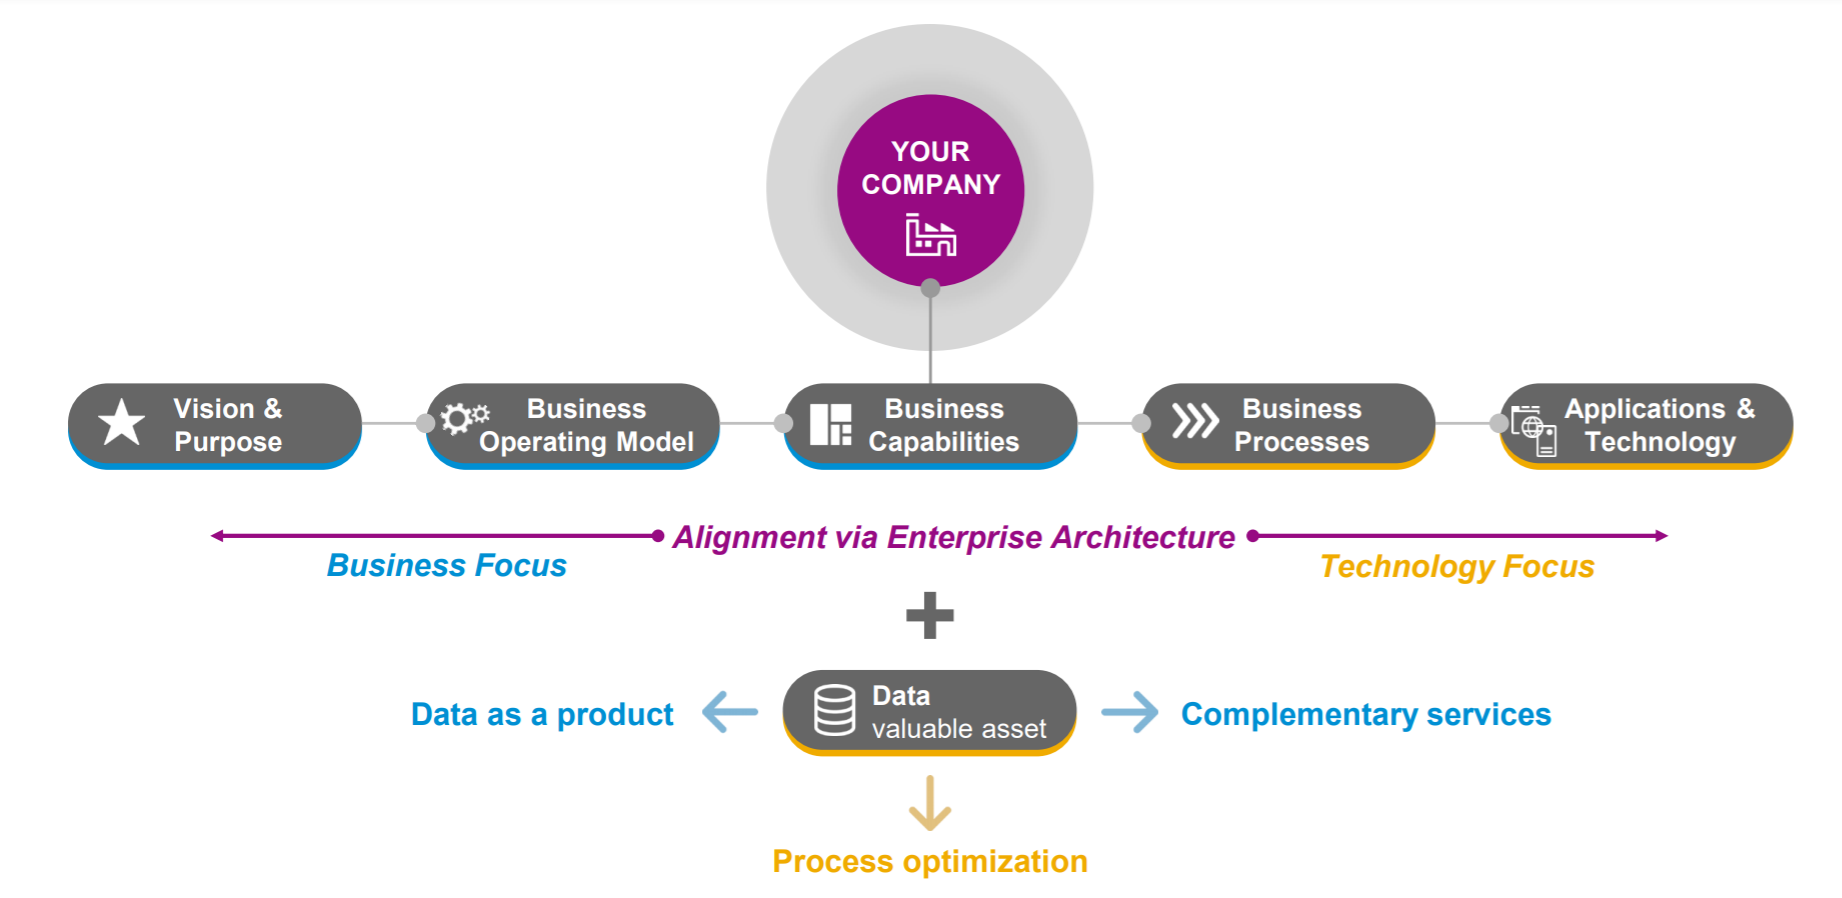 YOUR
COMPANY
Vision &
Purpose
Business
Operating Model
Business
Capabilities
Business
Processes
Applications &
Technology
Alignment via Enterprise Architecture
Business Focus
Technology Focus
Data as a product
Data
valuable asset
Complementary services
Process optimization